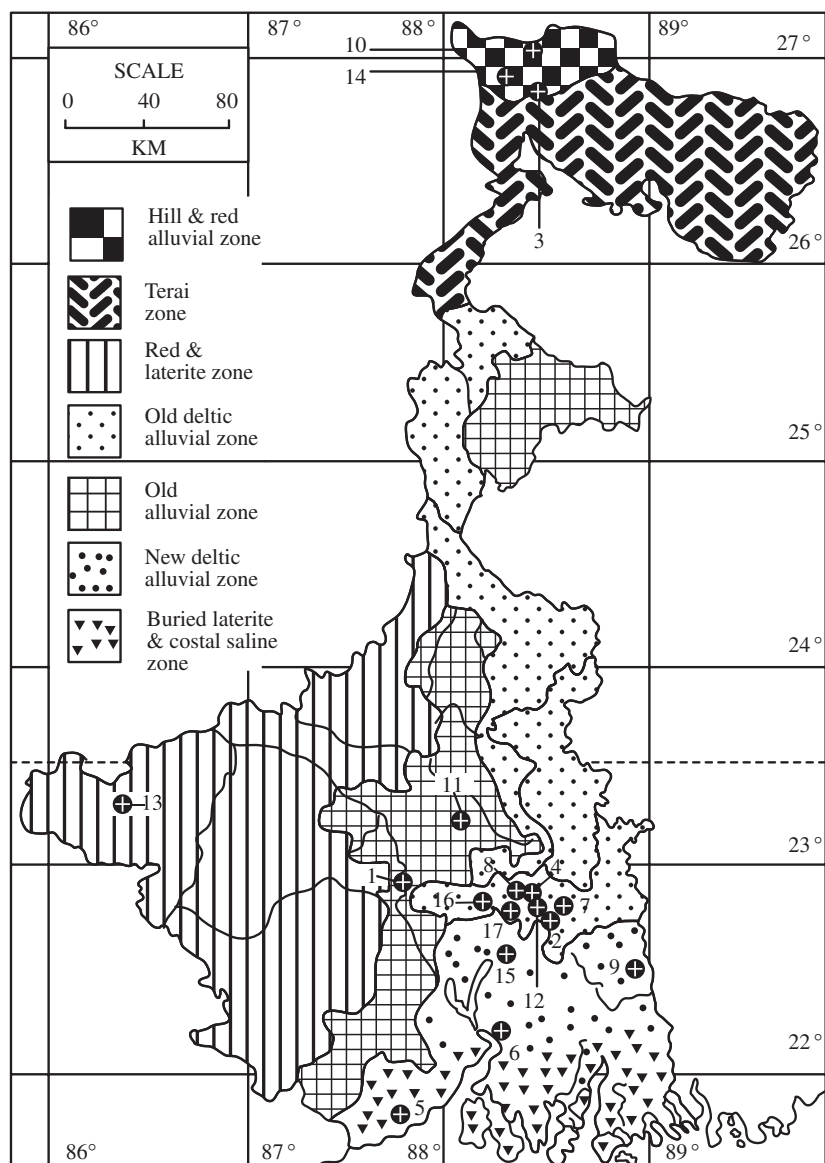 86° 87° 88° 89°
10
27°
SCALE
14
0 40 80
KM
Hill & red
alluvial zone
3
26°
Terai
zone
Red &
laterite zone
Old deltic
alluvial zone
25°
Old
alluvial zone
New deltic
alluvial zone
Buried laterite
& costal saline
zone
24°
11
13
23°
8 4
1
16 7
17 2
15 9
12
6
22°
5
86° 87° 88° 89°